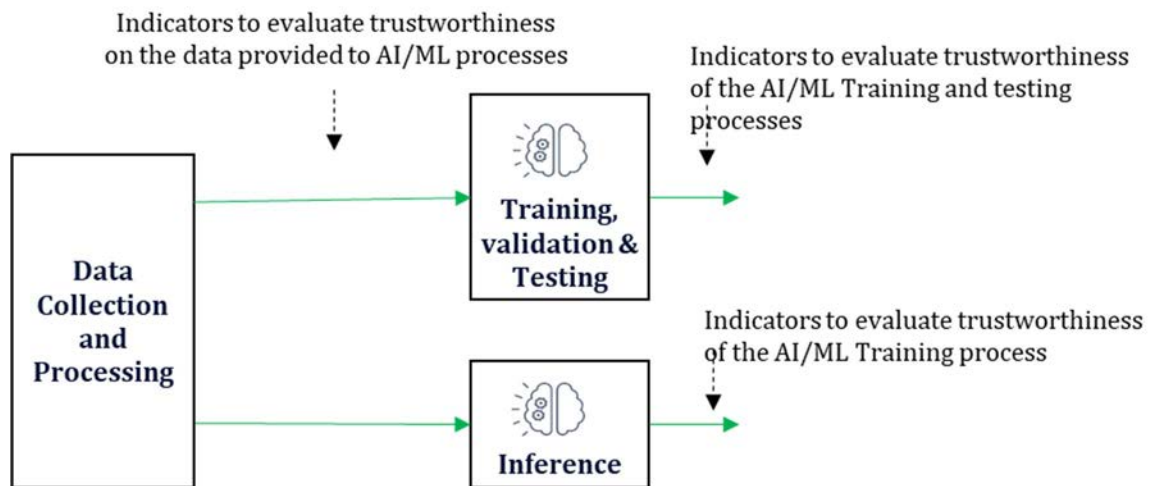 Indicators to evaluate trustworthiness
on the data provided to AI/ML processes
Indicators to evaluate trustworthiness
of the AI/ML Training and testing
processes
Data
Collection
and
Processing
Training,
validation &
Testing
Indicators to evaluate trustworthiness
of the AI/ML Training process
Inference